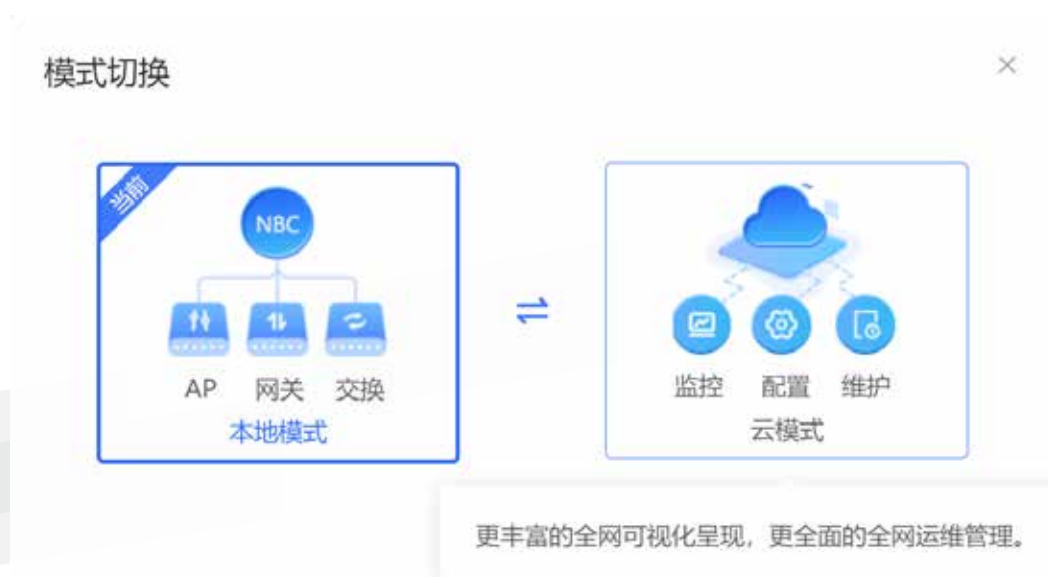 模式切换
当前
NBC
AP 网关 交换
本地模式
监控 配置 维护
云模式
更丰富的全网可视化呈现，更全面的全网运维管理。